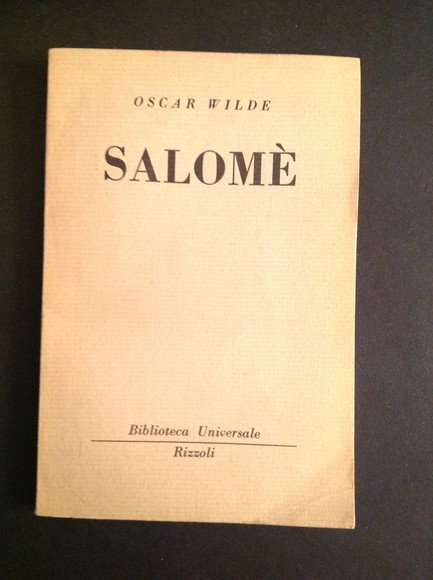 OSCAR WILDE
SALOMÈ
Biblioteca Universale
Rizzoli